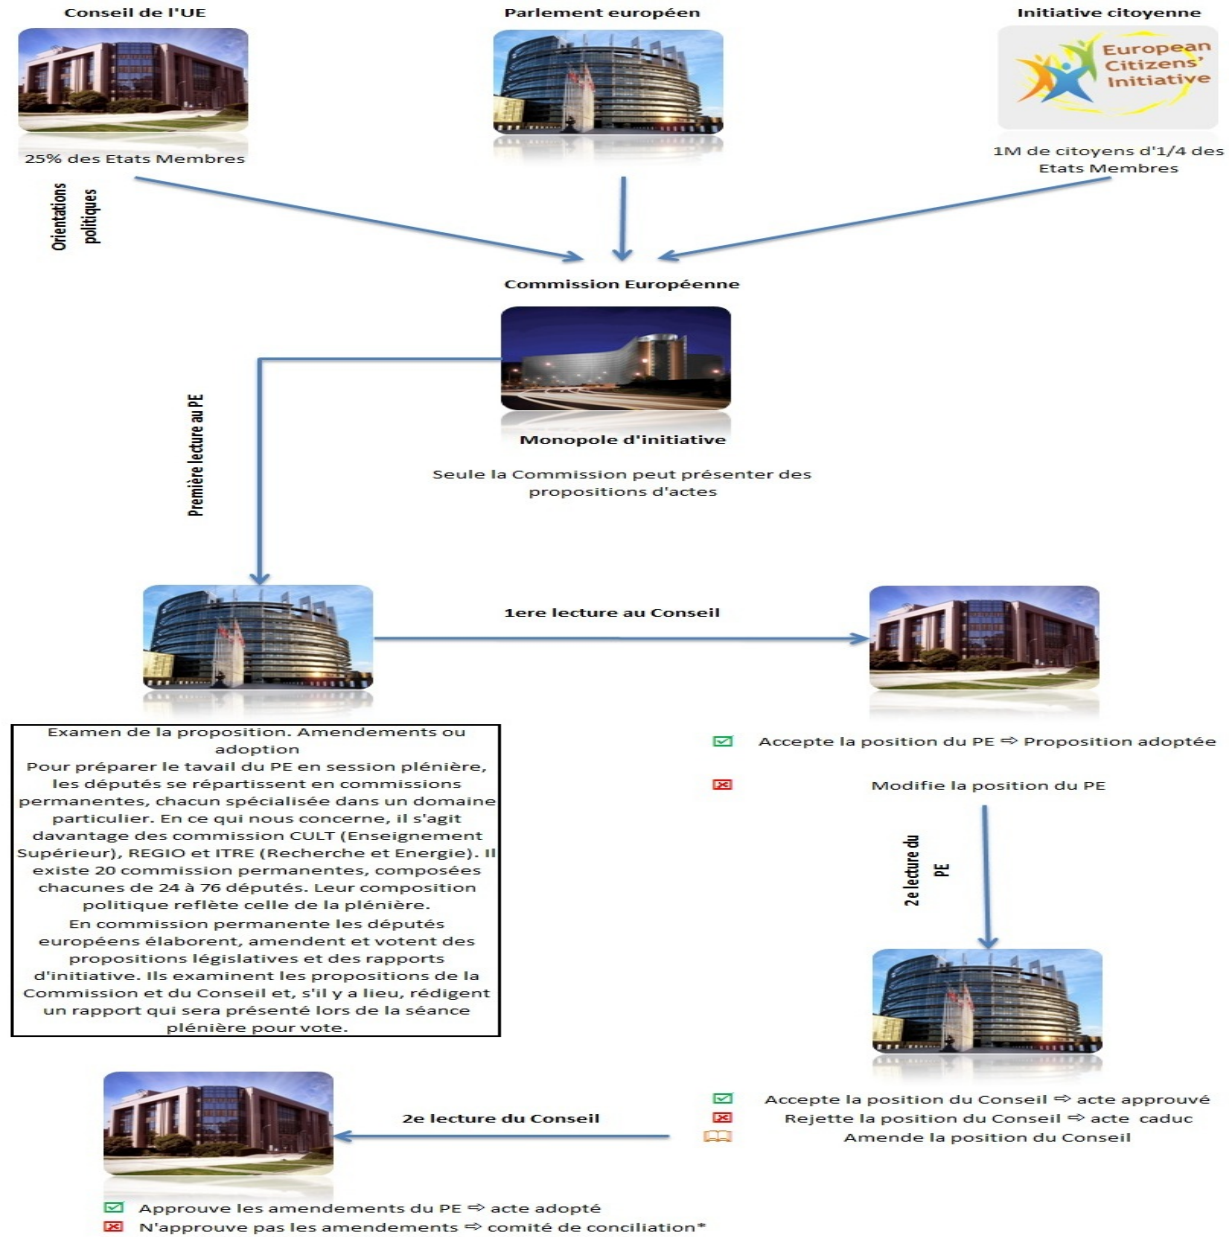 Conseil de l'UE
Parlement européen
Initiative citoyenne
European
Citizens'
Initiative
25% des Etats Membres
1M de citoyens d'1/4 des
Etats Membres
Orientations
politiques
Commission Européenne
Monopole d'initiative
Seule la Commission peut présenter des
propositions d'actes
Première lecture au PE
1ere lecture au Conseil
Examen de la proposition. Amendements ou
adoption
Pour préparer le tavail du PE en session plénière,
les députés se répartissent en commissions
permanentes, chacun spécialisée dans un domaine
particulier. En ce qui nous concerne, il s'agit
davantage des commission CULT (Enseignement
Supérieur), REGIO et ITRE (Recherche et Energie). Il
existe 20 commission permanentes, composées
chacunes de 24 à 76 députés. Leur composition
politique reflète celle de la plénière.
En commission permanente les députés
européens élaborent, amendent et votent des
propositions législatives et des rapports
d'initiative. Ils examinent les propositions de la
Commission et du Conseil et, s'il y a lieu, rédigent
un rapport qui sera présenté lors de la séance
plénière pour vote.
Accepte la position du PE ⇨ Proposition adoptée
Modifie la position du PE
2e lecture du
PE
Accepte la position du Conseil ⇨ acte approuvé
Rejette la position du Conseil ⇨ acte caduc
Amende la position du Conseil
2e lecture du Conseil
Approuve les amendements du PE ⇨ acte adopté
N'approuve pas les amendements ⇨ comité de conciliation*